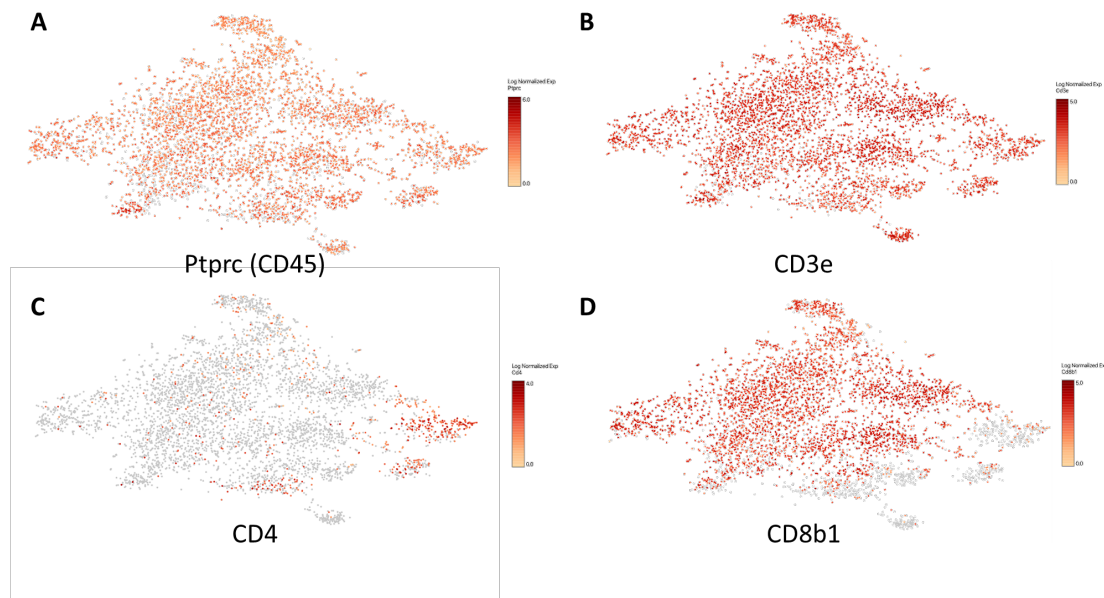 A
Log Normalized Exp
Ptprc
6.0
0.0
Ptprc (CD45)
B
Log Normalized Exp
Cd3e
5.0
0.0
CD3e
C
Log Normalized Exp
Cd4
4.0
0.0
CD4
D
Log Normalized Ex
Cd8b1
5.0
0.0
CD8b1